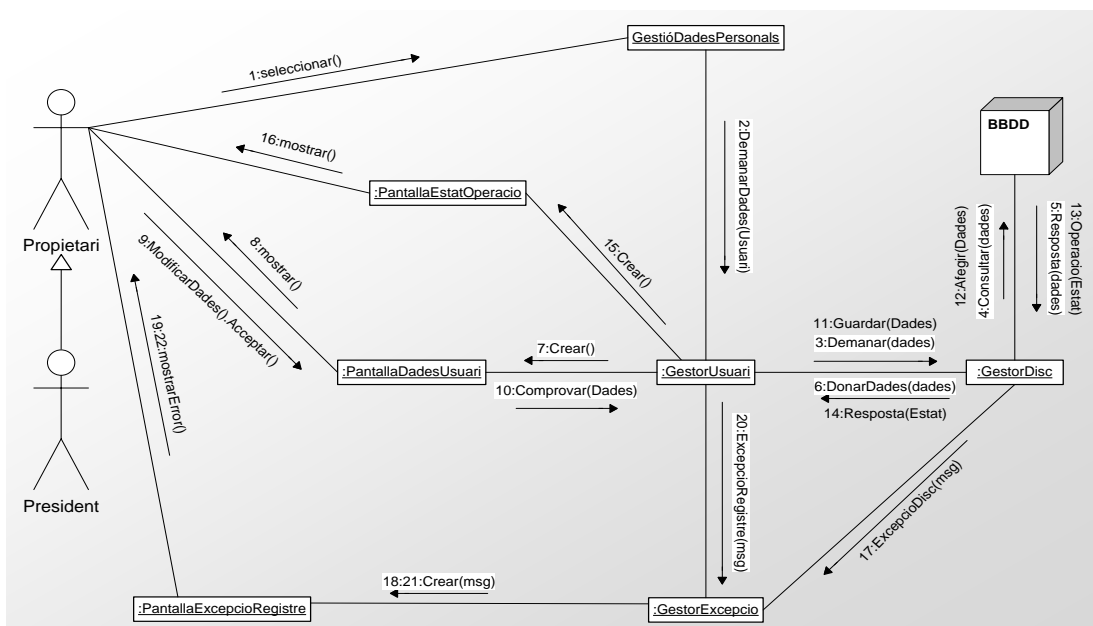 GestióDadesPersonals
1:seleccionar()
BBDD
16:mostrar()
2:DemanarDades(Usuari)
:PantallaEstatOperacio
Propietari
9:ModificarDades().Acceptar()
8:mostrar()
15:Crear()
12:Afegir(Dades)
4:Consultar(dades)
5:Resposta(dades)
13:Operacio(Estat)
19:22:mostrarError()
11:Guardar(Dades)
3:Demanar(dades)
7:Crear()
:PantallaDadesUsuari
:GestorUsuari
:GestorDisc
10:Comprovar(Dades)
6:DonarDades(dades)
14:Resposta(Estat)
20:ExcepcioRegistre(msg)
17:ExcepcioDisc(msg)
President
18:21:Crear(msg)
:PantallaExcepcioRegistre
:GestorExcepcio